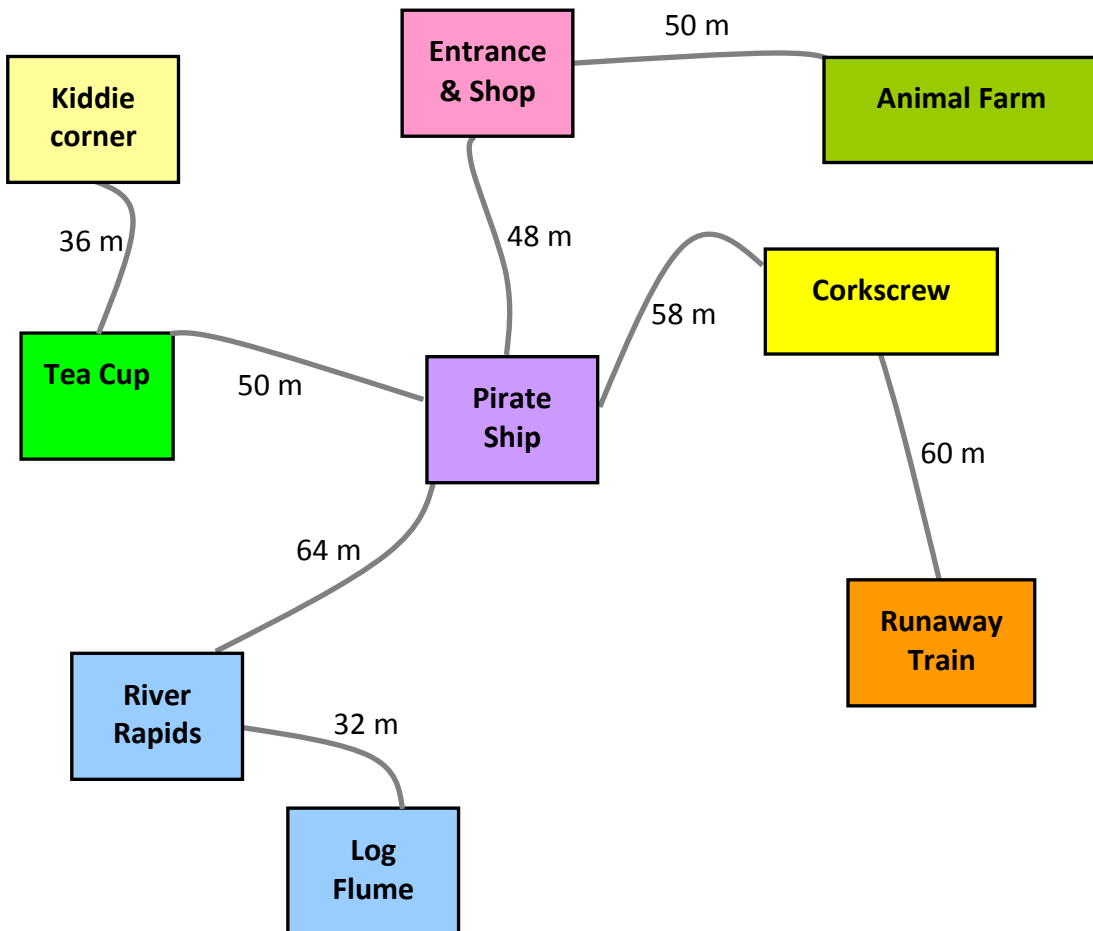 50 m
Entrance
& Shop
Kiddie
corner
Animal Farm
36 m
48 m
Corkscrew
58 m
Tea Cup
50 m
Pirate
Ship
60 m
64 m
Runaway
Train
River
Rapids
32 m
Log
Flume